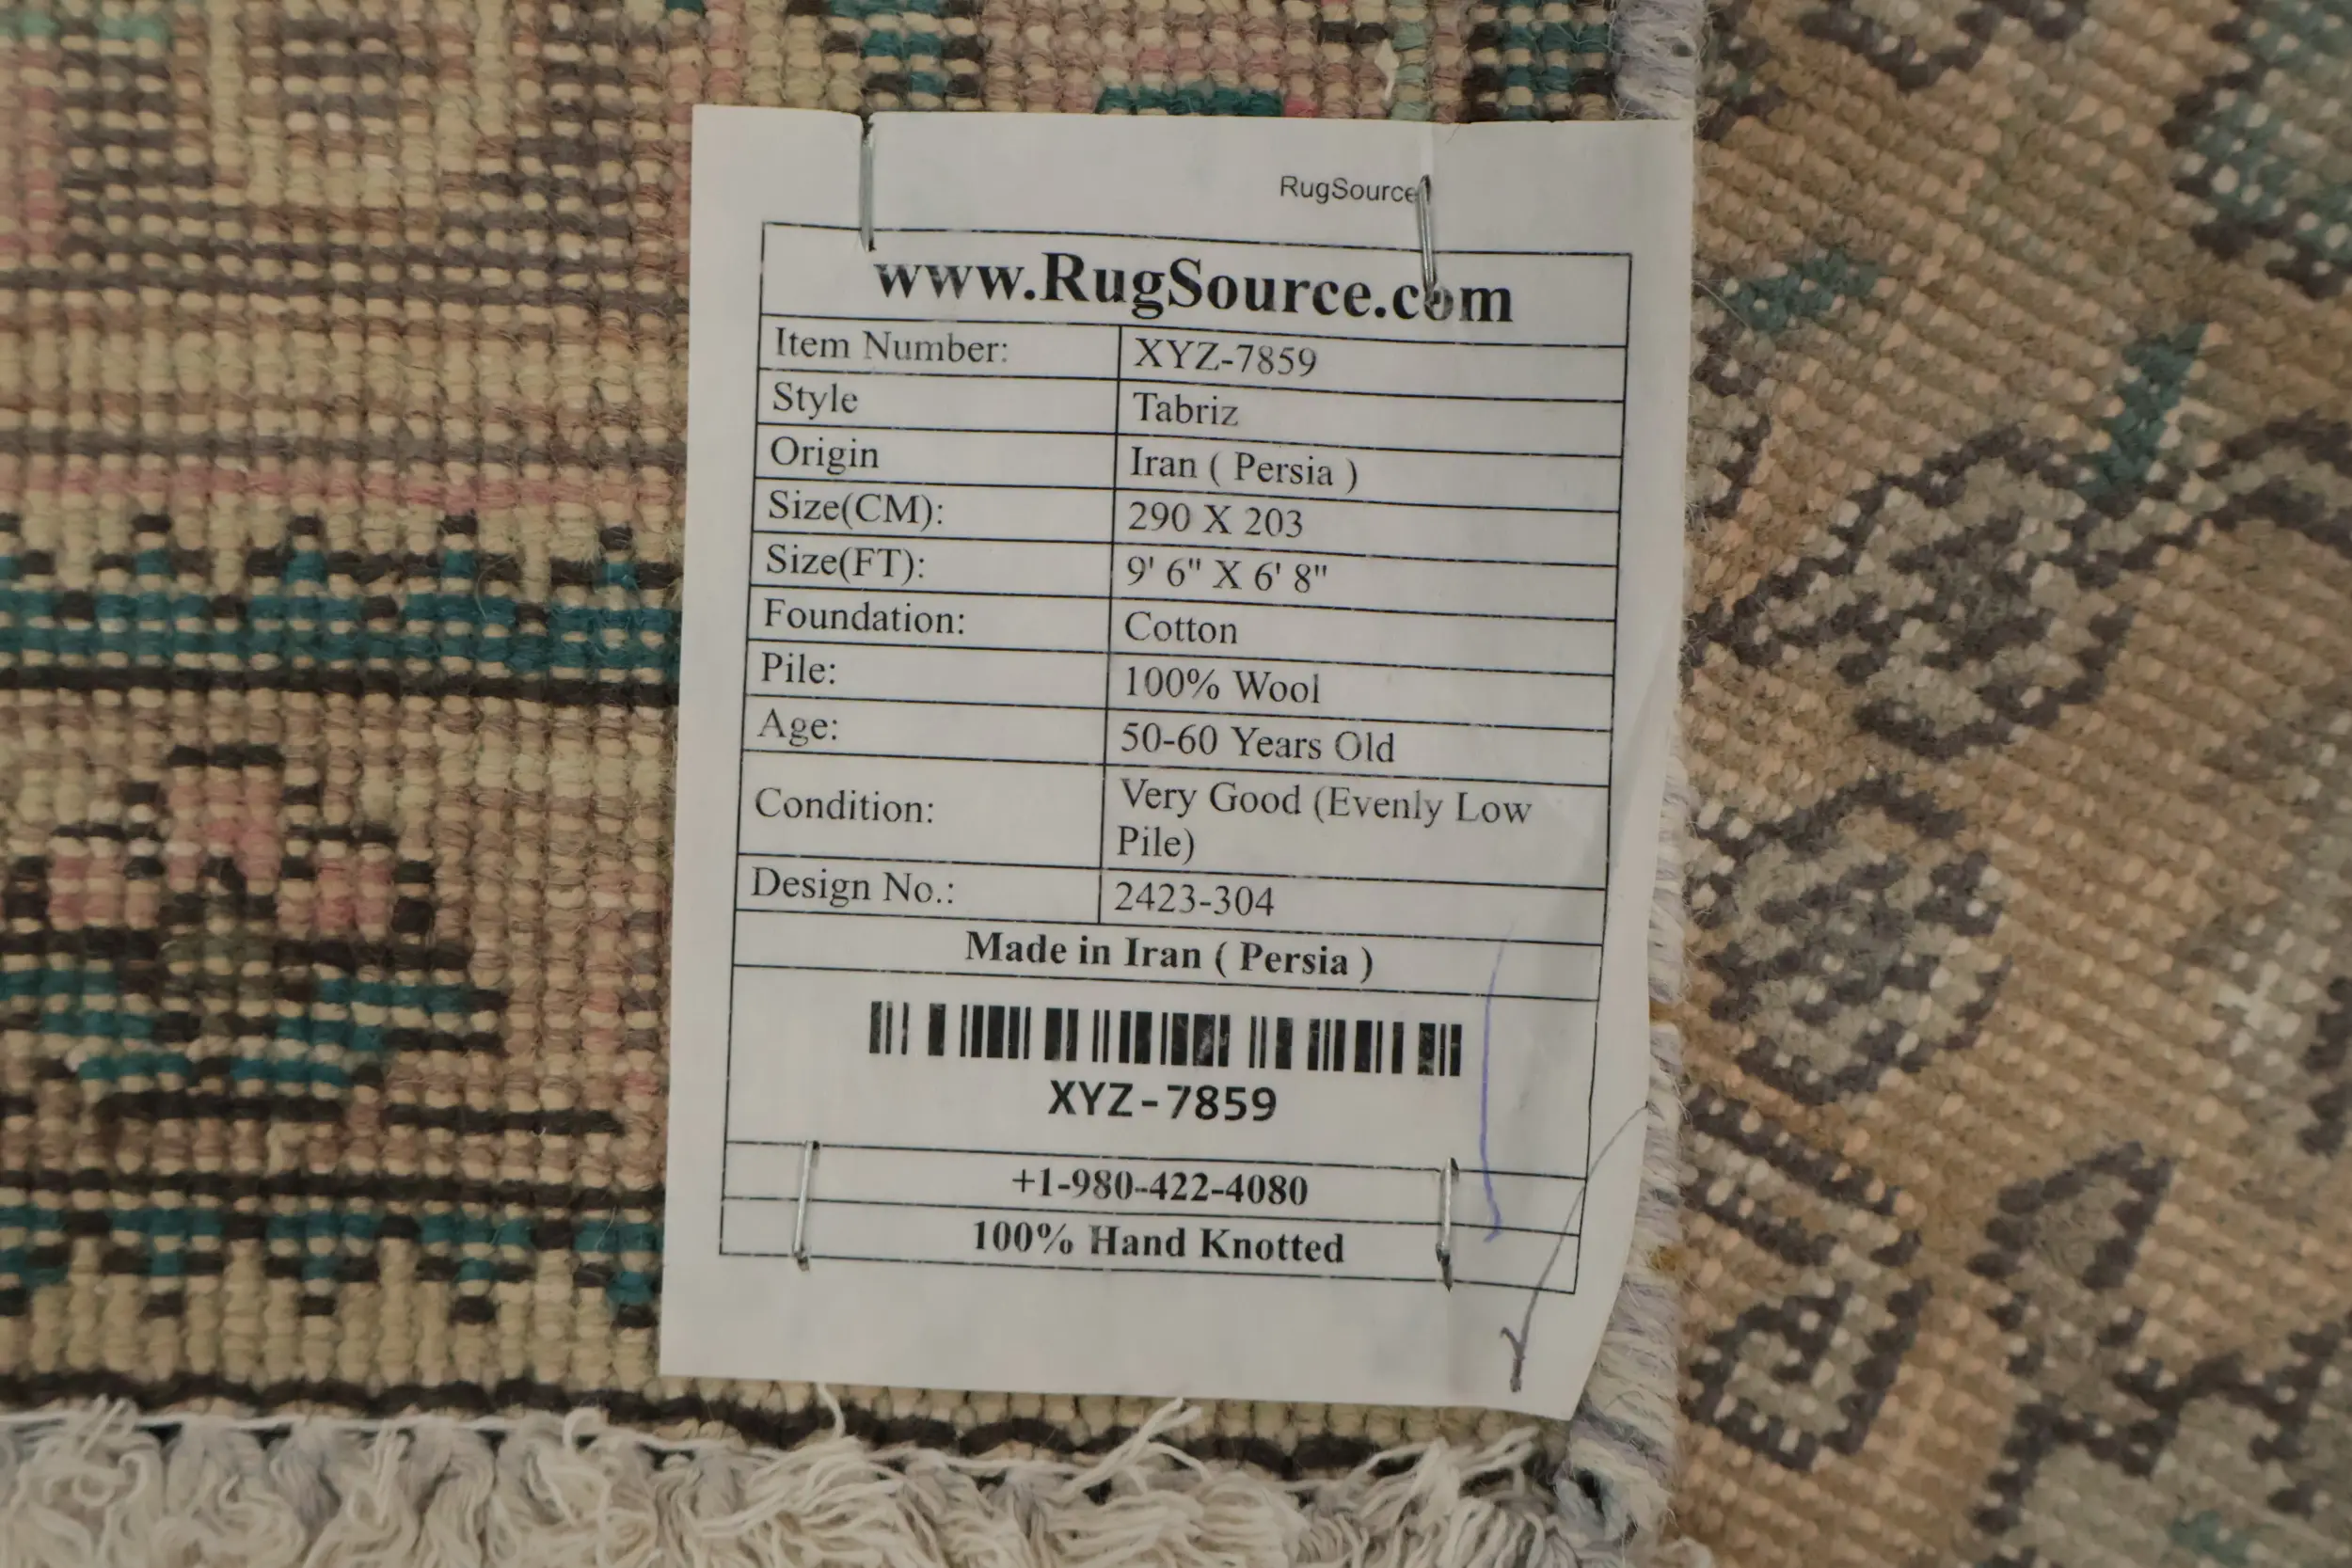 RugSource
www.RugSource.com
Item Number: XYZ-7859
Style Tabriz
Origin Iran ( Persia )
Size(CM): 290 X 203
Size(FT): 9' 6" X 6' 8"
Foundation: Cotton
Pile: 100% Wool
Age: 50-60 Years Old
Condition: Very Good (Evenly Low
Pile)
Design No.: 2423-304
Made in Iran ( Persia )
XYZ-7859
+1-980-422-4080
100% Hand Knotted